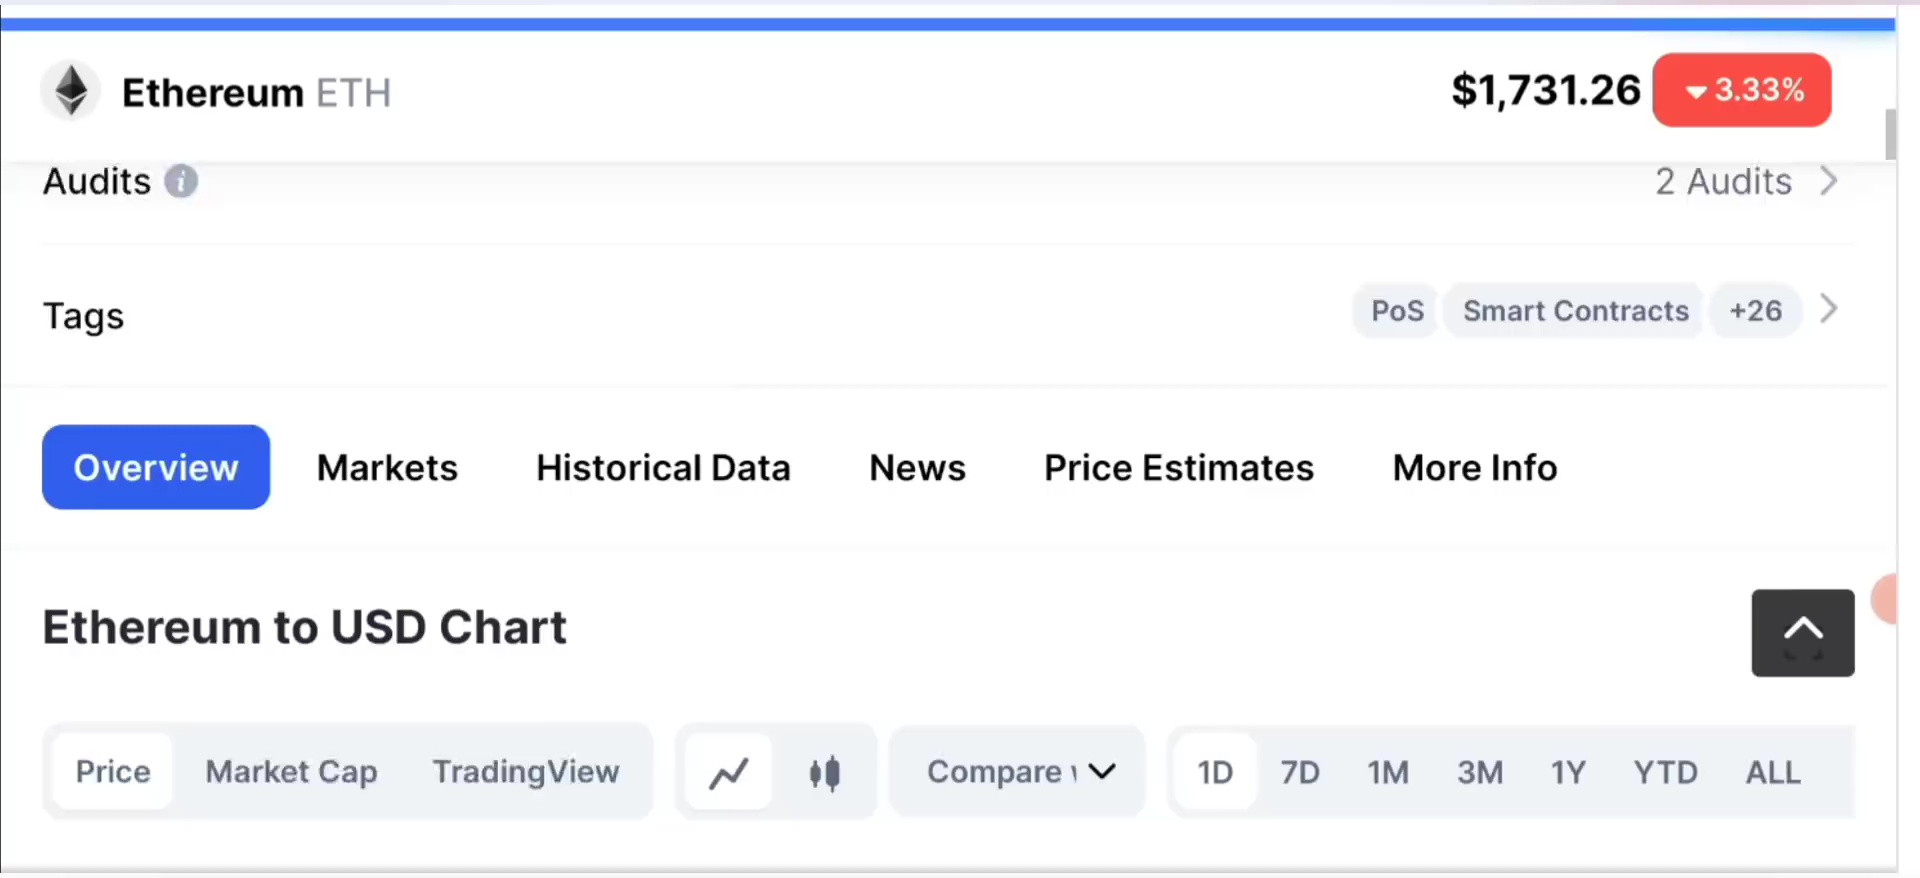 Ethereum ETH
$1,731.26 3.33%
Audits 2 Audits
Tags PoS Smart Contracts +26
Overview Markets Historical Data News Price Estimates More Info
Ethereum to USD Chart
Price Market Cap TradingView Compare 1D 7D 1M 3M 1Y YTD ALL